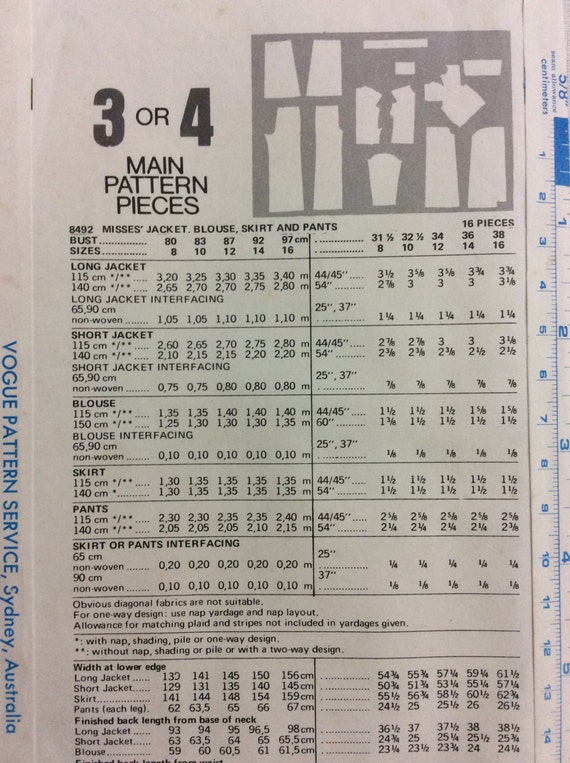 3 OR 4
MAIN
PATTERN
PIECES
8492 MISSES' JACKET, BLOUSE, SKIRT AND PANTS 16 PIECES
BUST................ 80 83 87 92 97 cm ................ 31 ½ 32 ½ 34 36 38
SIZES................ 8 10 12 14 16 ................ 8 10 12 14 16
LONG JACKET
115 cm */** ..... 3,20 3,25 3,30 3,35 3,40 m 44/45"..... 3½ 3⅝ 3⅝ 3¾ 3¾
140 cm */** ..... 2,65 2,70 2,70 2,75 2,80 m 54" .......... 2⅞ 3 3 3 3⅛
LONG JACKET INTERFACING
65,90 cm 25", 37"
non-woven ........ 1,05 1,05 1,10 1,10 1,10 m 1¼ 1¼ 1¼ 1¼ 1¼
SHORT JACKET
115 cm */** ..... 2,60 2,65 2,70 2,75 2,80 m 44/45"..... 2⅞ 2⅞ 3 3 3⅛
140 cm */** ..... 2,10 2,15 2,15 2,20 2,20 m 54" .......... 2⅜ 2⅜ 2⅜ 2½ 2½
SHORT JACKET INTERFACING
65,90 cm 25", 37"
non-woven ........ 0,75 0,75 0,80 0,80 0,80 m ⅞ ⅞ ⅞ ⅞ ⅞
BLOUSE
115 cm */** ..... 1,35 1,35 1,40 1,40 1,40 m 44/45"..... 1½ 1½ 1½ 1⅝ 1⅝
150 cm */** ..... 1,25 1,30 1,30 1,30 1,30 m 60" .......... 1⅜ 1½ 1½ 1½ 1½
BLOUSE INTERFACING
65,90 cm 25", 37"
non-woven ........ 0,10 0,10 0,10 0,10 0,10 m ⅛ ⅛ ⅛ ⅛ ⅛
SKIRT
115 cm */** ..... 1,30 1,35 1,35 1,35 1,35 m 44/45"..... 1½ 1½ 1½ 1½ 1½
140 cm *............ 1,30 1,35 1,35 1,35 1,35 m 54" .......... 1½ 1½ 1½ 1½ 1½
PANTS
115 cm */** ..... 2,30 2,30 2,35 2,35 2,40 m 44/45"..... 2⅝ 2⅝ 2⅝ 2⅝ 2⅝
140 cm */** ..... 2,05 2,05 2,05 2,10 2,15 m 54" .......... 2¼ 2¼ 2¼ 2¼ 2⅜
SKIRT OR PANTS INTERFACING
65 cm 25"
non-woven ........ 0,20 0,20 0,20 0,20 0,20 m ¼ ¼ ¼ ¼ ¼
90 cm 37"
non-woven ........ 0,10 0,10 0,10 0,10 0,10 m ⅛ ⅛ ⅛ ⅛ ⅛
Obvious diagonal fabrics are not suitable.
For one-way design: use nap yardage and nap layout.
Allowance for matching plaid and stripes not included in yardages given.
*: with nap, shading, pile or one-way design.
**: without nap, shading or pile or with a two-way design.
Width at lower edge
Long Jacket...... 141 145 150 156 cm ................ 54¾ 55¾ 57¼ 59¼ 61½
Short Jacket..... 129 131 135 140 145 cm ................ 50¾ 51¾ 53¼ 55¼ 57½
Skirt................ 141 144 148 154 159 cm ................ 55½ 56¾ 58½ 60½ 62¾
Pants (each leg). 62 63,5 65 66 67 cm ................ 24½ 25 25½ 26 26½
Finished back length from base of neck
Long Jacket ..... 93 94 95 96,5 98 cm ................ 36½ 37 37½ 38 38½
Short Jacket..... 63 64 65 65,5 cm ................ 24¾ 25 25¼ 25½ 25¾
Blouse............. 59 60 60,5 61 61,5 cm ................ 23¼ 23½ 23¾ 24 24¼
VOGUE PATTERN SERVICE, Sydney, Australia
5/8"
seam allowance
centimeters
1
2
3
4
5
6
7
8
9
10
11
12
13
14
1
2
3
4
5